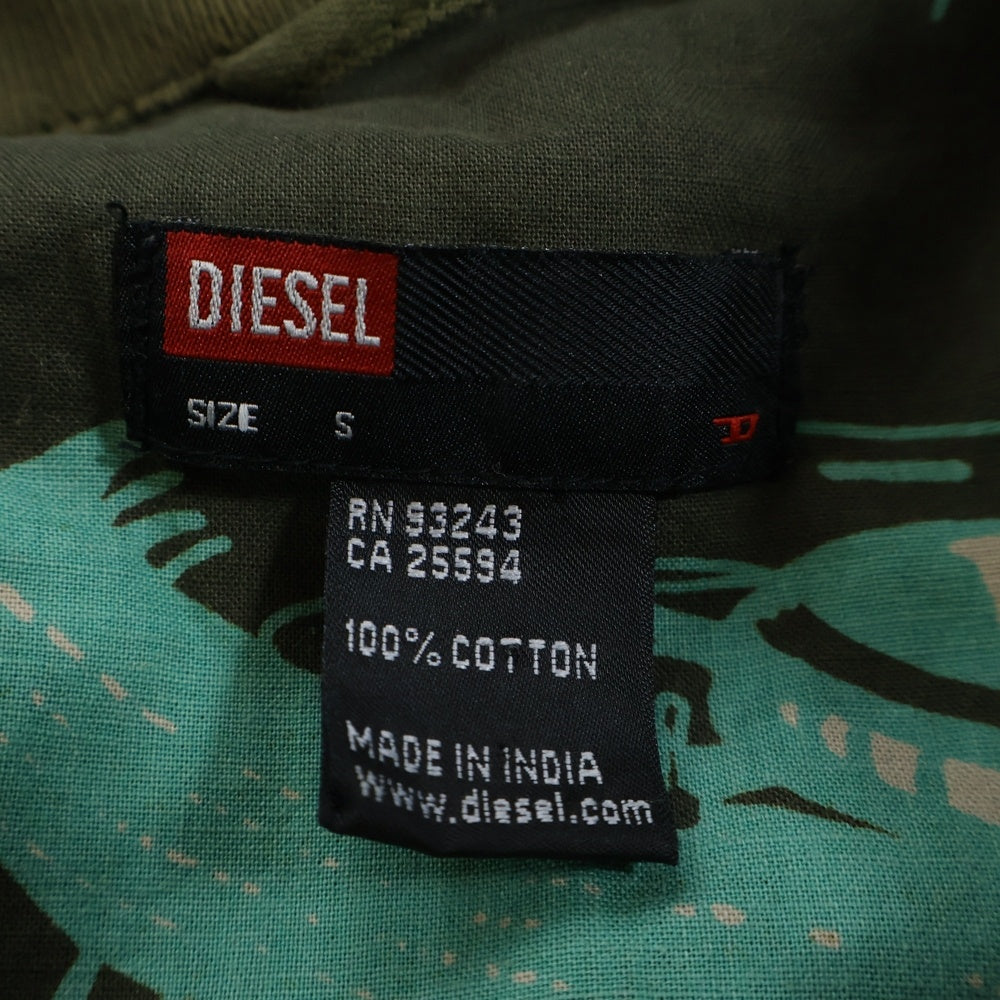 DIESEL
SIZE S
D
RN 93243
CA 25594
100% COTTON
MADE IN INDIA
www.diesel.com